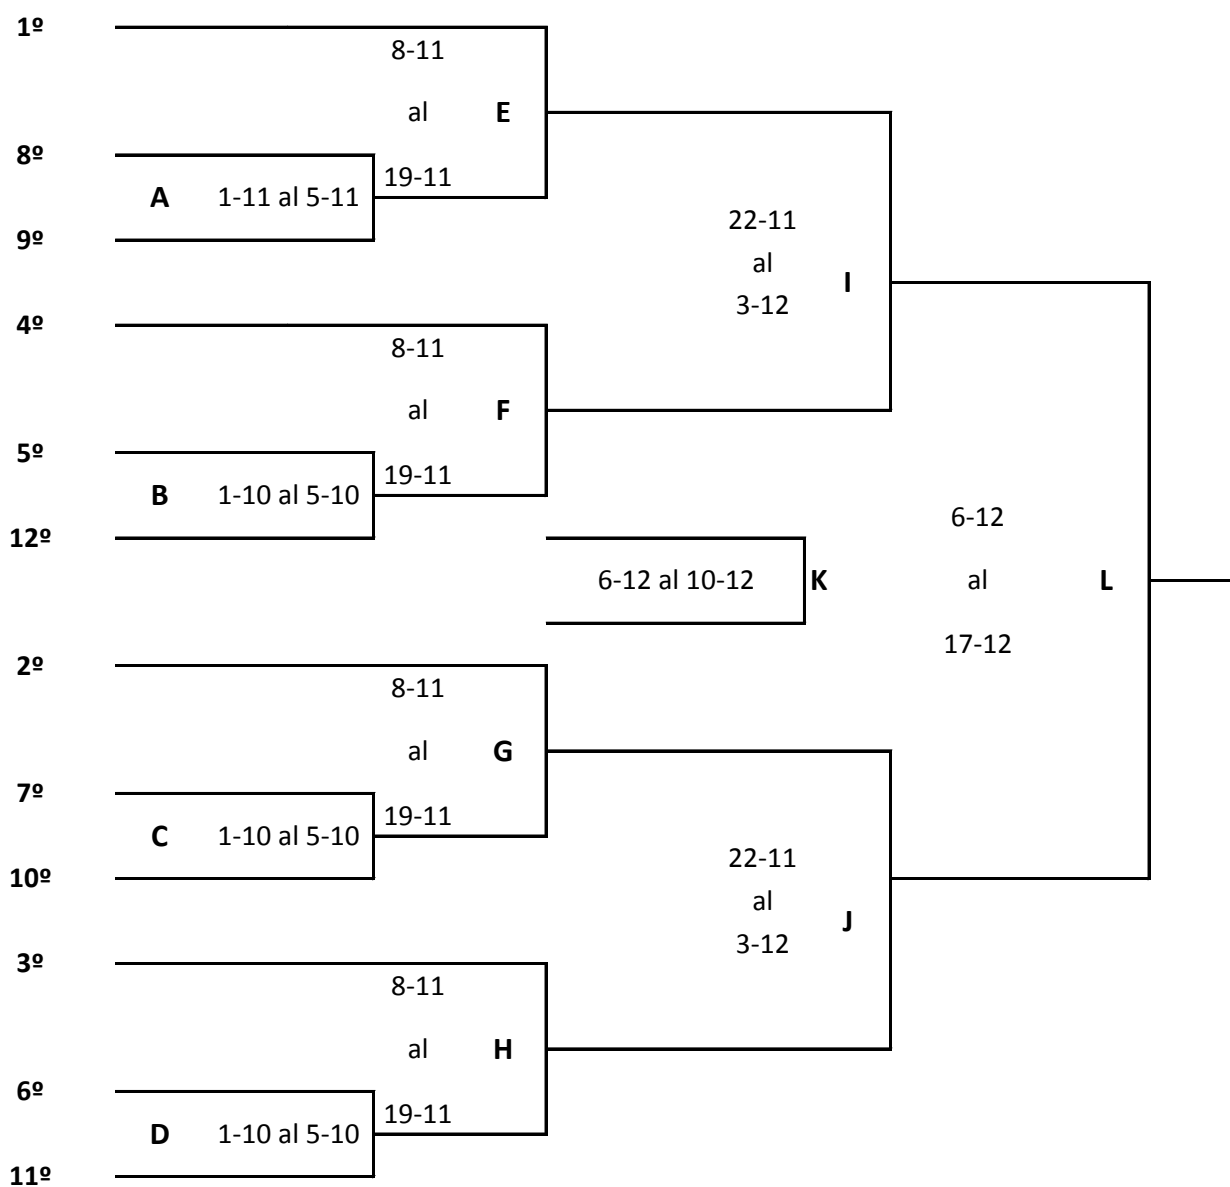 1º
8-11
al E
8º
19-11
A 1-11 al 5-11
9º
22-11
al
I
3-12
4º
8-11
al F
5º
19-11
B 1-10 al 5-10
12º
6-12
6-12 al 10-12 K
al L
17-12
2º
8-11
al G
7º
19-11
C 1-10 al 5-10
10º
22-11
al
J
3-12
3º
8-11
al H
6º
19-11
D 1-10 al 5-10
11º